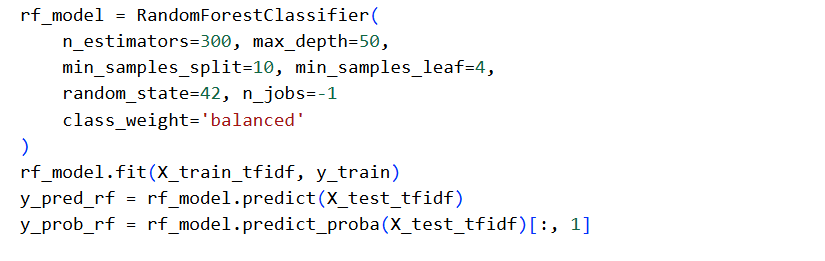 rf_model = RandomForestClassifier(
    n_estimators=300, max_depth=50,
    min_samples_split=10, min_samples_leaf=4,
    random_state=42, n_jobs=-1
    class_weight='balanced'
)
rf_model.fit(X_train_tfidf, y_train)
y_pred_rf = rf_model.predict(X_test_tfidf)
y_prob_rf = rf_model.predict_proba(X_test_tfidf)[:, 1]